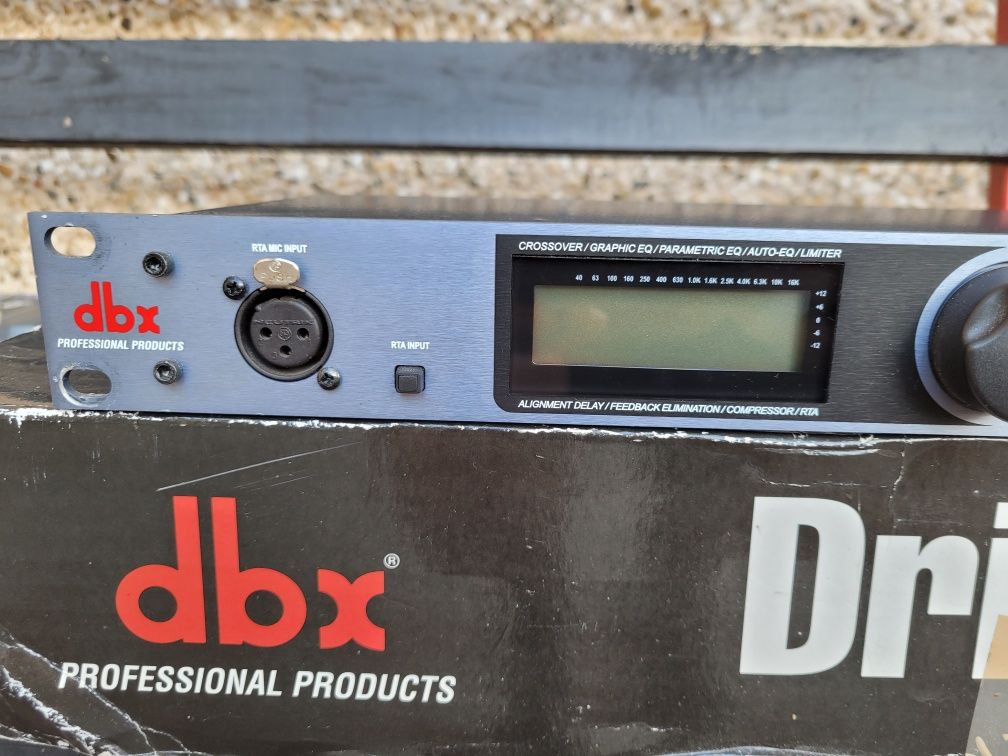 RTA MIC INPUT
PUSH
NEUTRIK
dbx
PROFESSIONAL PRODUCTS
RTA INPUT
CROSSOVER / GRAPHIC EQ / PARAMETRIC EQ / AUTO-EQ / LIMITER
40 63 100 160 250 400 630 1.0K 1.6K 2.5K 4.0K 6.3K 10K 16K
+12
+6
0
-6
-12
ALIGNMENT DELAY / FEEDBACK ELIMINATION / COMPRESSOR / RTA
dbx®
PROFESSIONAL PRODUCTS
Dri